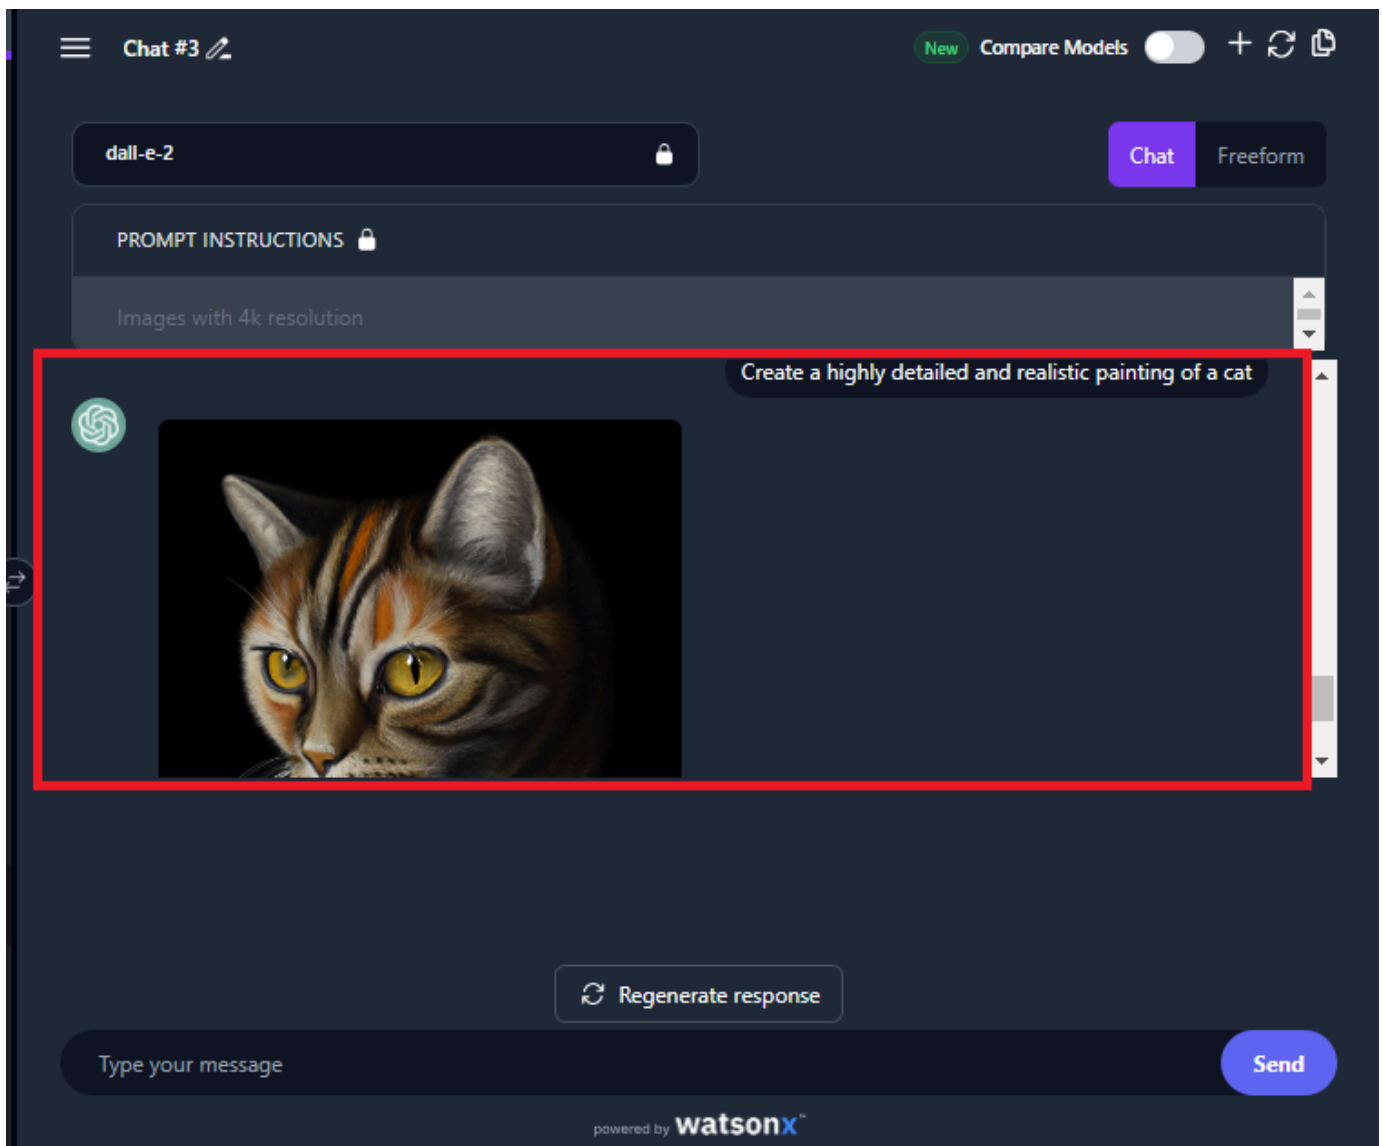 Chat #3
New Compare Models
dall-e-2
Chat Freeform
PROMPT INSTRUCTIONS
Images with 4k resolution
Create a highly detailed and realistic painting of a cat
Regenerate response
Type your message
Send
powered by watsonx™